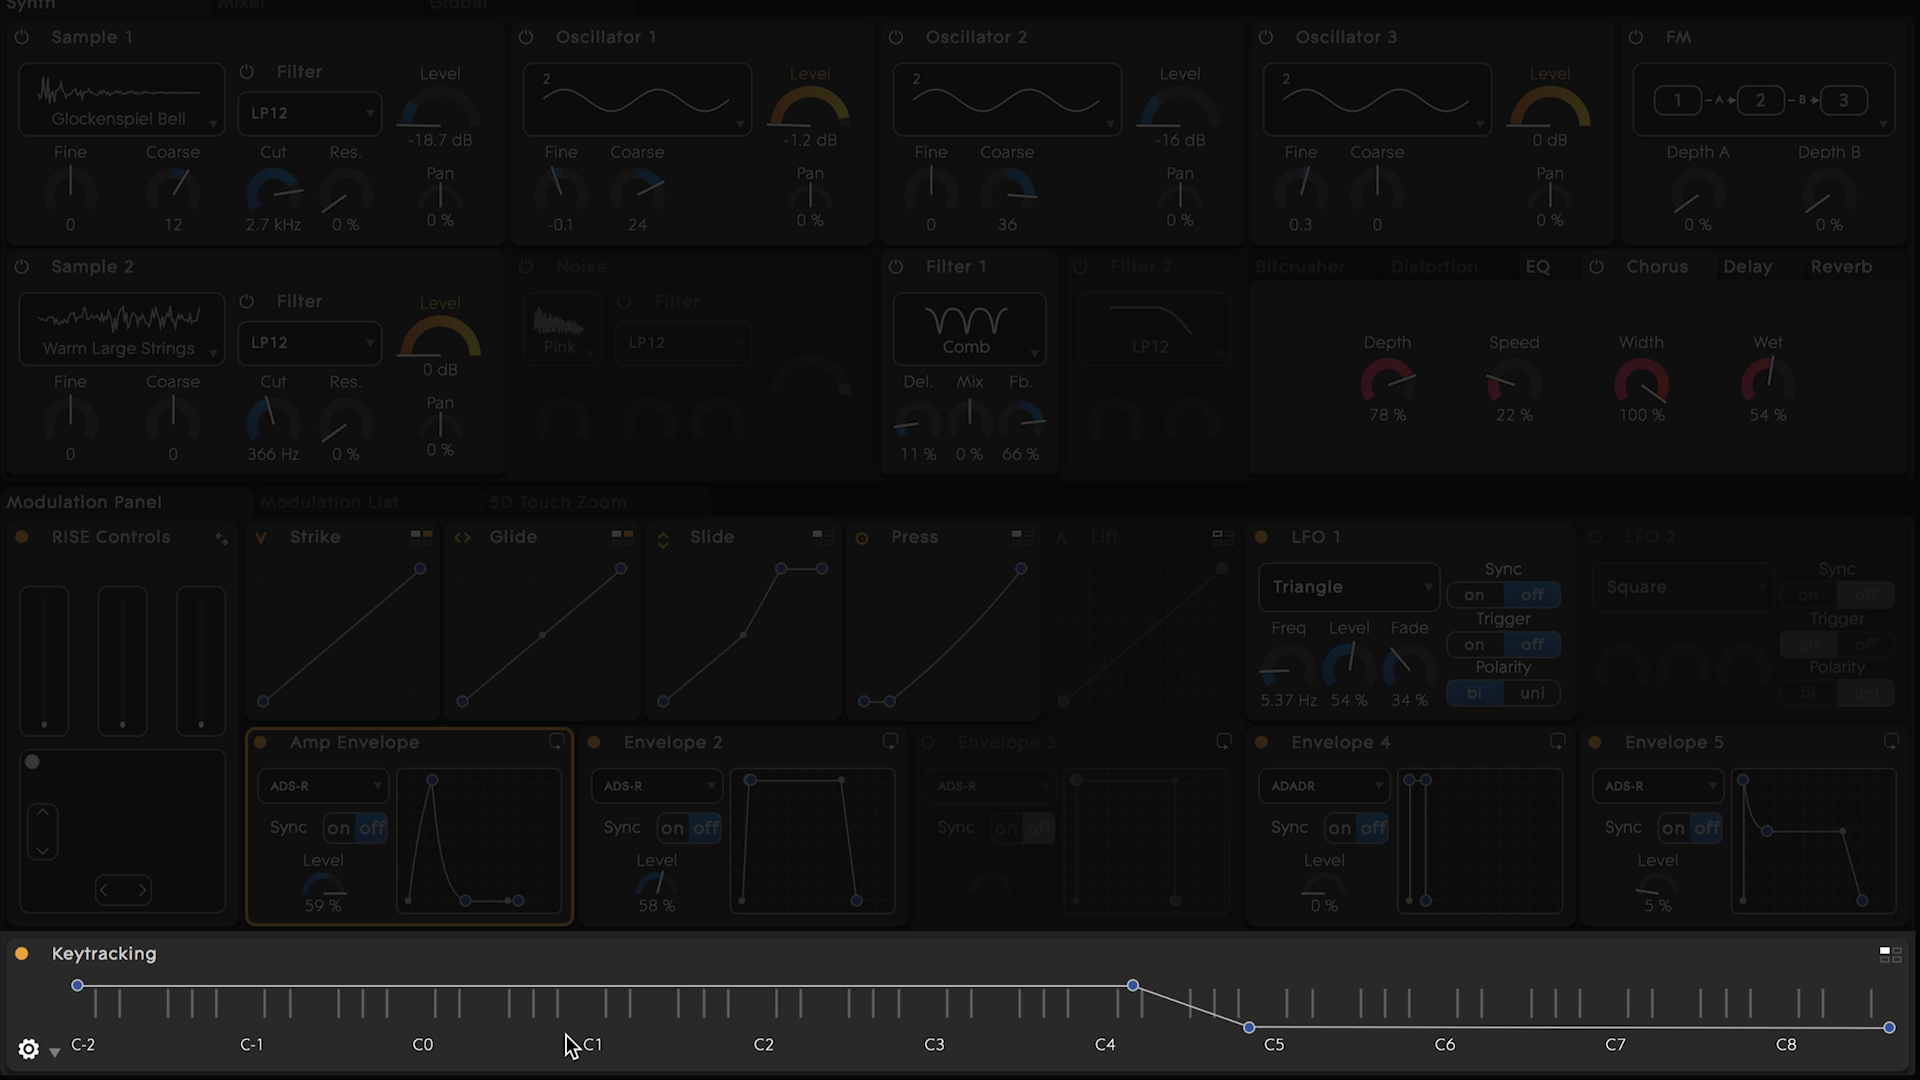 Synth Mixer Global
Sample 1 Oscillator 1 Oscillator 2 Oscillator 3 FM
Filter Level 2 Level 2 Level 2 Level
Glockenspiel Bell LP12 1 A 2 B 3
-18.7 dB -1.2 dB -16 dB 0 dB
Fine Coarse Cut Res. Fine Coarse Fine Coarse Fine Coarse Depth A Depth B
Pan Pan Pan Pan
0 12 2.7 kHz 0 % 0 % -0.1 24 0 % 0 36 0 % 0.3 0 0 % 0 % 0 %
Sample 2 Noise Filter 1 Filter 2 Bitcrusher Distortion EQ Chorus Delay Reverb
Filter Level Filter
Warm Large Strings LP12 Pink LP12 Comb LP12 Depth Speed Width Wet
0 dB
Fine Coarse Cut Res. Del. Mix Fb.
Pan 78 % 22 % 100 % 54 %
0 0 366 Hz 0 % 0 % 11 % 0 % 66 %
Modulation Panel Modulation List 5D Touch Zoom
RISE Controls Strike Glide Slide Press Lift LFO 1 LFO 2
Triangle Sync Square Sync
on off on off
Trigger Trigger
Freq Level Fade on off on off
Polarity Polarity
5.37 Hz 54 % 34 % bi uni bi uni
Amp Envelope Envelope 2 Envelope 3 Envelope 4 Envelope 5
ADS-R ADS-R ADS-R ADADR ADS-R
Sync on off Sync on off Sync on off Sync on off Sync on off
Level Level Level Level
59 % 58 % 0 % 5 %
Keytracking
C-2 C-1 C0 C1 C2 C3 C4 C5 C6 C7 C8